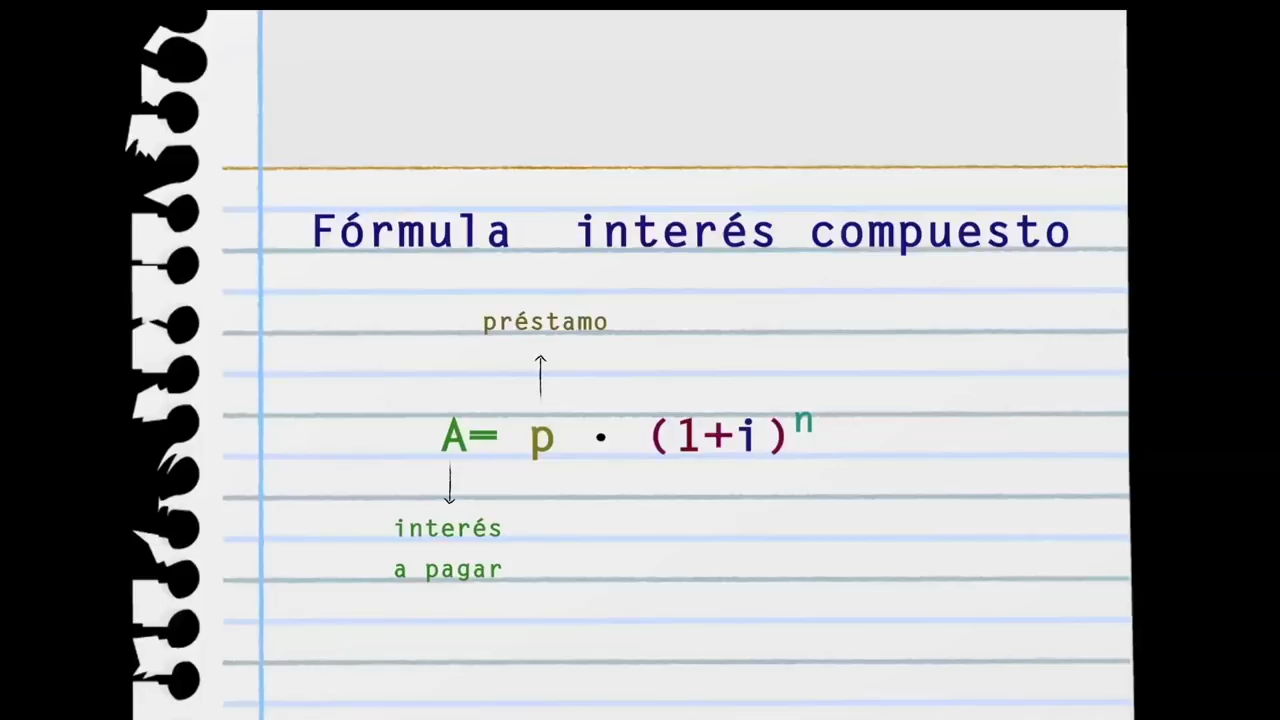 Fórmula interés compuesto
préstamo
A= p · (1+i)ⁿ
interés
a pagar